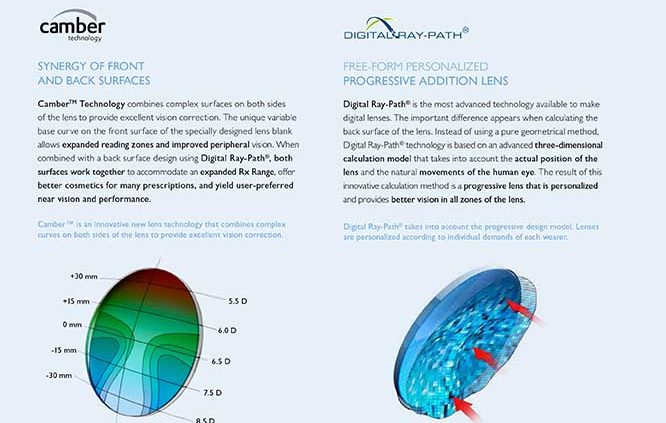 camber
technology
SYNERGY OF FRONT
AND BACK SURFACES
Camber™ Technology combines complex surfaces on both sides
of the lens to provide excellent vision correction. The unique variable
base curve on the front surface of the specially designed lens blank
allows expanded reading zones and improved peripheral vision. When
combined with a back surface design using Digital Ray-Path®, both
surfaces work together to accommodate an expanded Rx Range, offer
better cosmetics for many prescriptions, and yield user-preferred
near vision and performance.
Camber™ is an innovative new lens technology that combines complex
curves on both sides of the lens to provide excellent vision correction.
+30 mm
+15 mm
0 mm
-15 mm
-30 mm
5.5 D
6.0 D
6.5 D
7.5 D
8.5 D
DIGITAL RAY-PATH®
FREE-FORM PERSONALIZED
PROGRESSIVE ADDITION LENS
Digital Ray-Path® is the most advanced technology available to make
digital lenses. The important difference appears when calculating the
back surface of the lens. Instead of using a pure geometrical method,
Digital Ray-Path® technology is based on an advanced three-dimensional
calculation model that takes into account the actual position of the
lens and the natural movements of the human eye. The result of this
innovative calculation method is a progressive lens that is personalized
and provides better vision in all zones of the lens.
Digital Ray-Path® takes into account the progressive design model. Lenses
are personalized according to individual demands of each wearer.